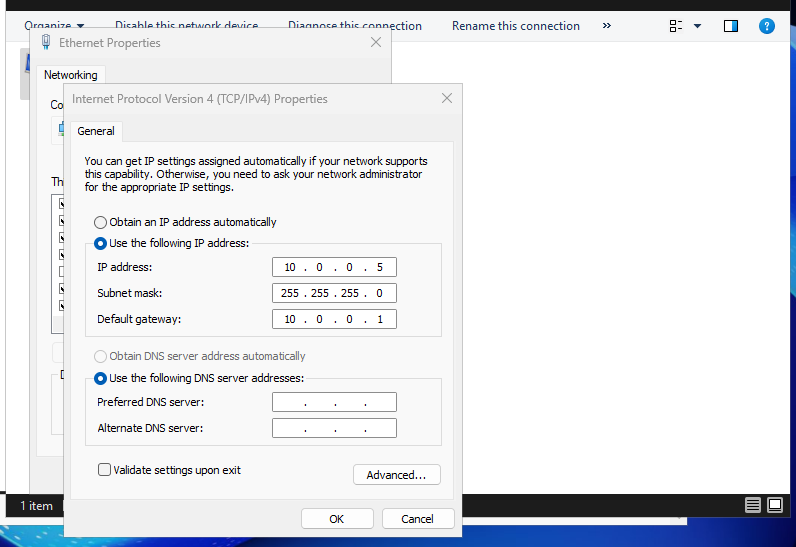 Organize Disable this network device Diagnose this connection Rename this connection »
Ethernet Properties
Networking
Internet Protocol Version 4 (TCP/IPv4) Properties
General
You can get IP settings assigned automatically if your network supports
this capability. Otherwise, you need to ask your network administrator
for the appropriate IP settings.
Obtain an IP address automatically
Use the following IP address:
IP address: 10 . 0 . 0 . 5
Subnet mask: 255 . 255 . 255 . 0
Default gateway: 10 . 0 . 0 . 1
Obtain DNS server address automatically
Use the following DNS server addresses:
Preferred DNS server: . . .
Alternate DNS server: . . .
Validate settings upon exit
Advanced...
OK Cancel
1 item